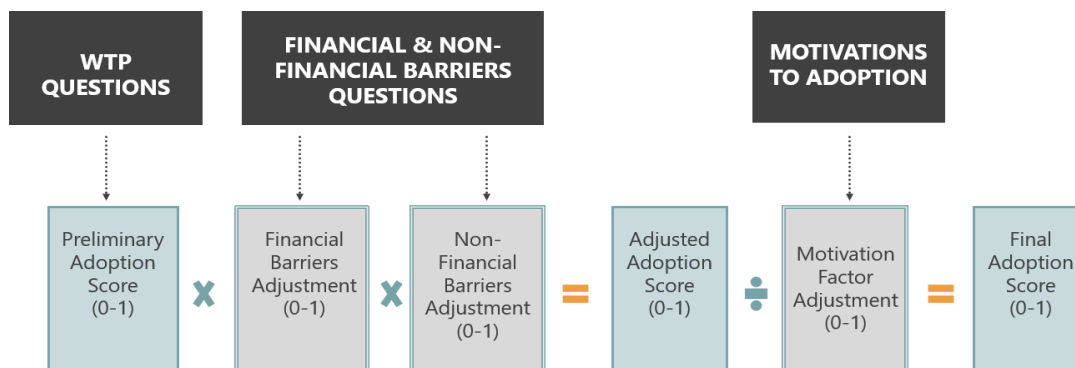 WTP
QUESTIONS
FINANCIAL & NON-
FINANCIAL BARRIERS
QUESTIONS
MOTIVATIONS
TO ADOPTION
Preliminary
Adoption
Score
(0-1)
×
Financial
Barriers
Adjustment
(0-1)
×
Non-
Financial
Barriers
Adjustment
(0-1)
=
Adjusted
Adoption
Score
(0-1)
÷
Motivation
Factor
Adjustment
(0-1)
=
Final
Adoption
Score
(0-1)